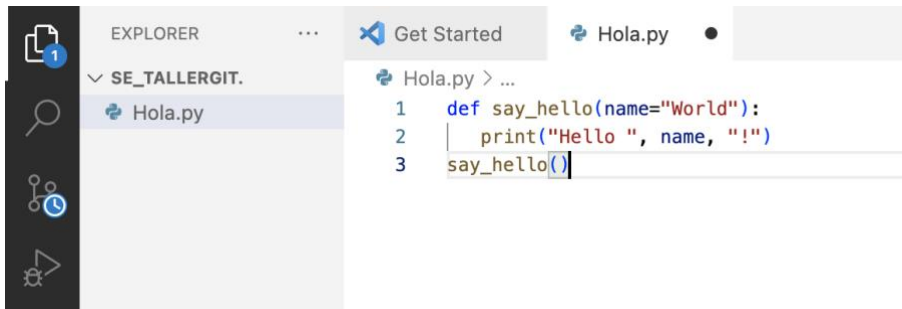 EXPLORER
...
SE_TALLERGIT.
Hola.py
1
Get Started
Hola.py
Hola.py > ...
1 def say_hello(name="World"):
2 print("Hello ", name, "!")
3 say_hello()